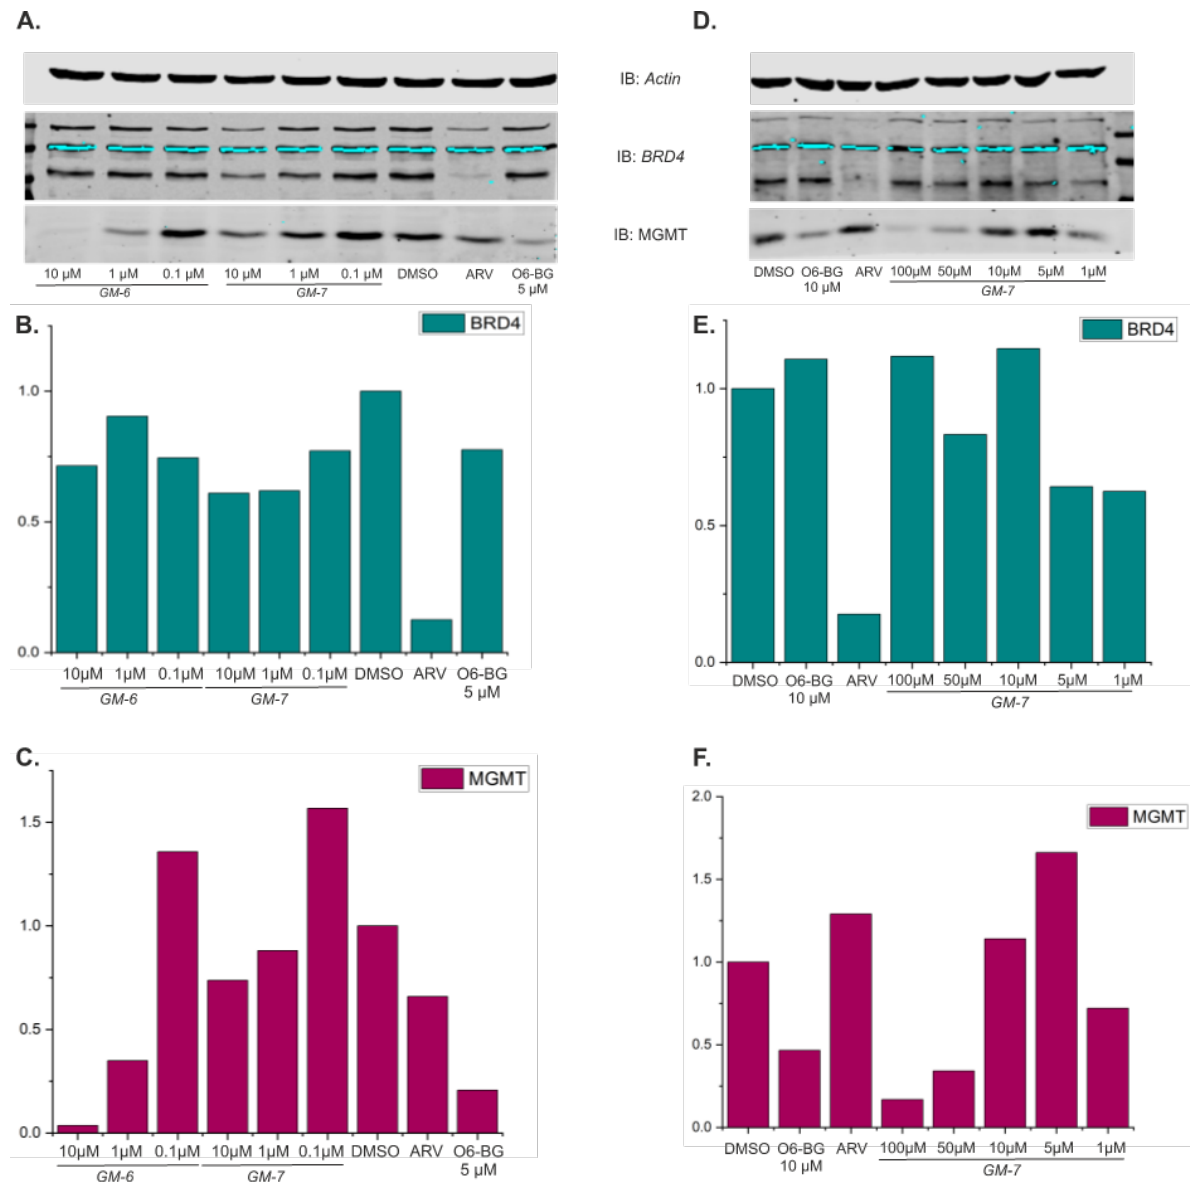 A.
D.
IB: Actin
IB: BRD4
IB: MGMT
10 µM 1 µM 0.1 µM 10 µM 1 µM 0.1 µM DMSO ARV O6-BG
5 µM
GM-6 GM-7
DMSO O6-BG ARV 100µM 50µM 10µM 5µM 1µM
10 µM
GM-7
B.
BRD4
1.0
0.5
0.0
10µM 1µM 0.1µM 10µM 1µM 0.1µM DMSO ARV O6-BG
5 µM
GM-6 GM-7
E.
BRD4
1.0
0.5
0.0
DMSO O6-BG ARV 100µM 50µM 10µM 5µM 1µM
10 µM
GM-7
C.
MGMT
1.5
1.0
0.5
0.0
10µM 1µM 0.1µM 10µM 1µM 0.1µM DMSO ARV O6-BG
5 µM
GM-6 GM-7
F.
MGMT
2.0
1.5
1.0
0.5
0.0
DMSO O6-BG ARV 100µM 50µM 10µM 5µM 1µM
10 µM
GM-7